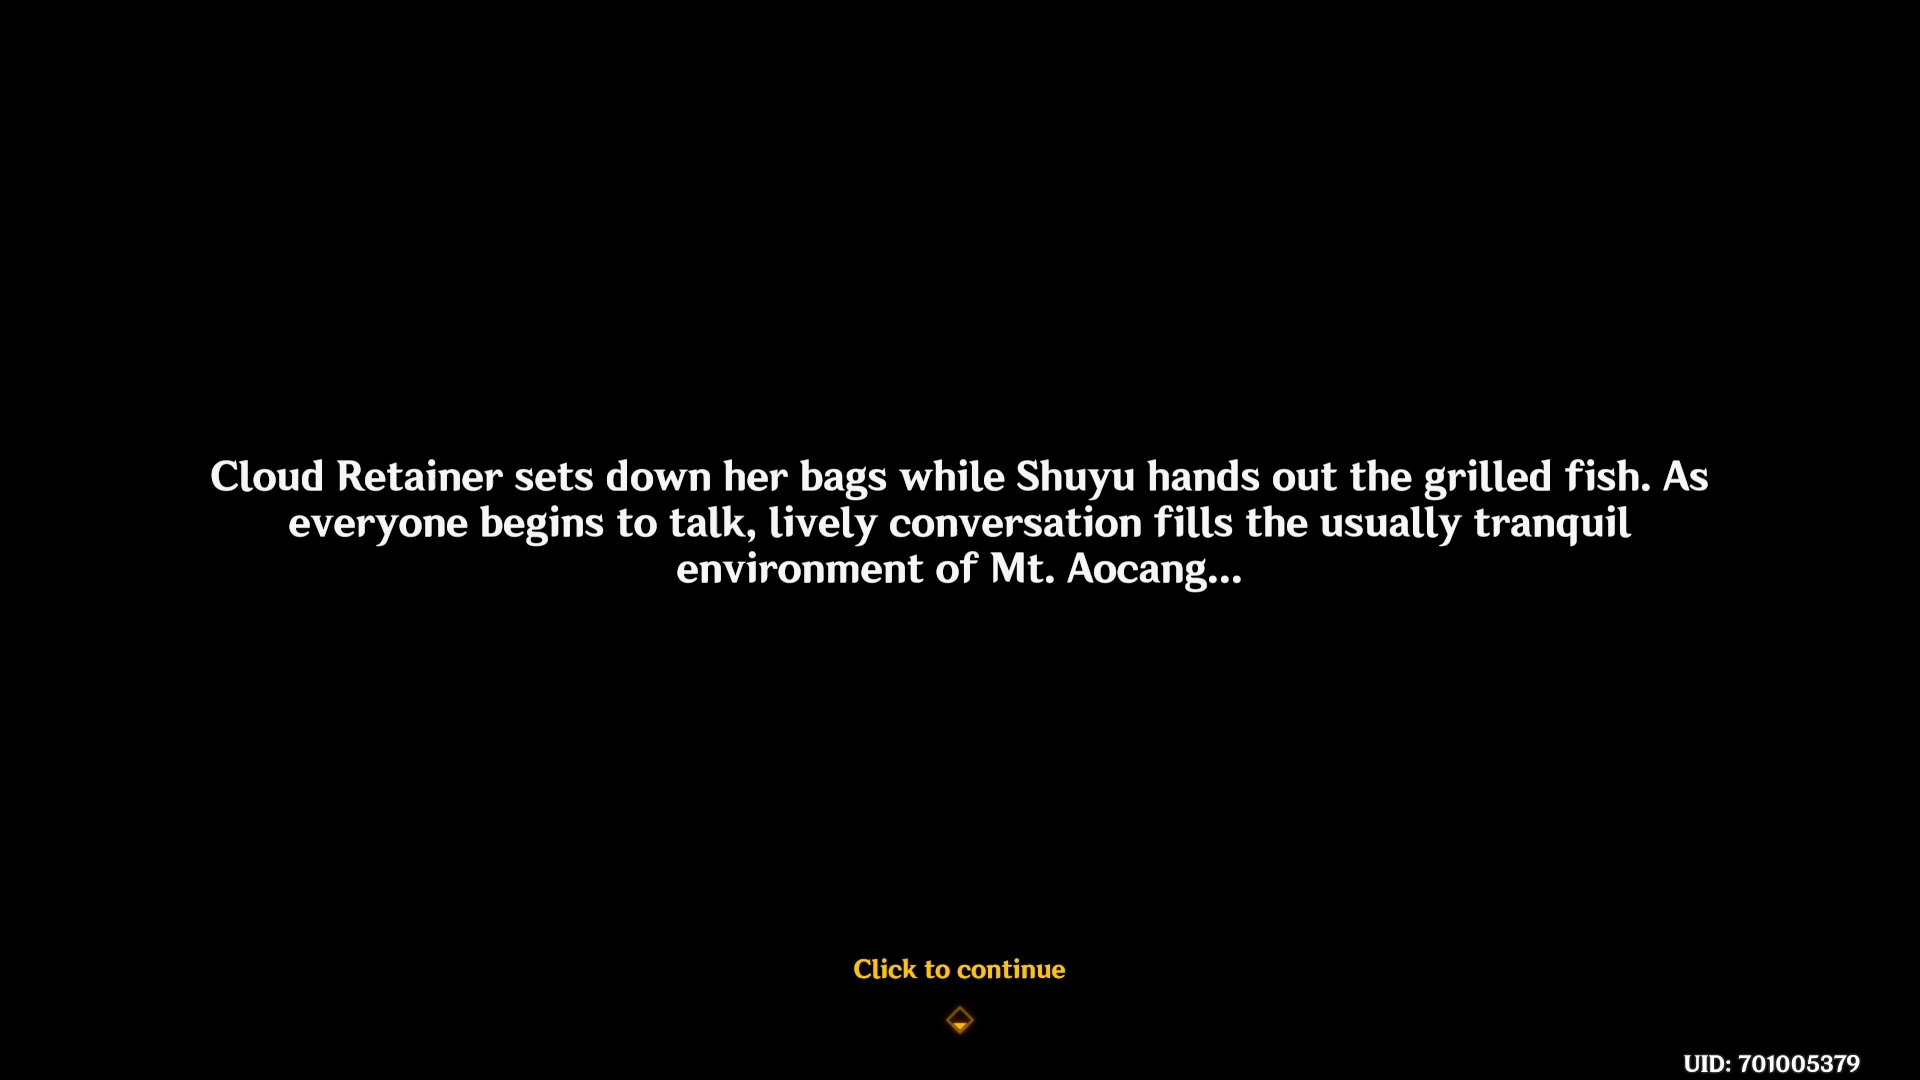 Cloud Retainer sets down her bags while Shuyu hands out the grilled fish. As
everyone begins to talk, lively conversation fills the usually tranquil
environment of Mt. Aocang...
Click to continue
UID: 701005379